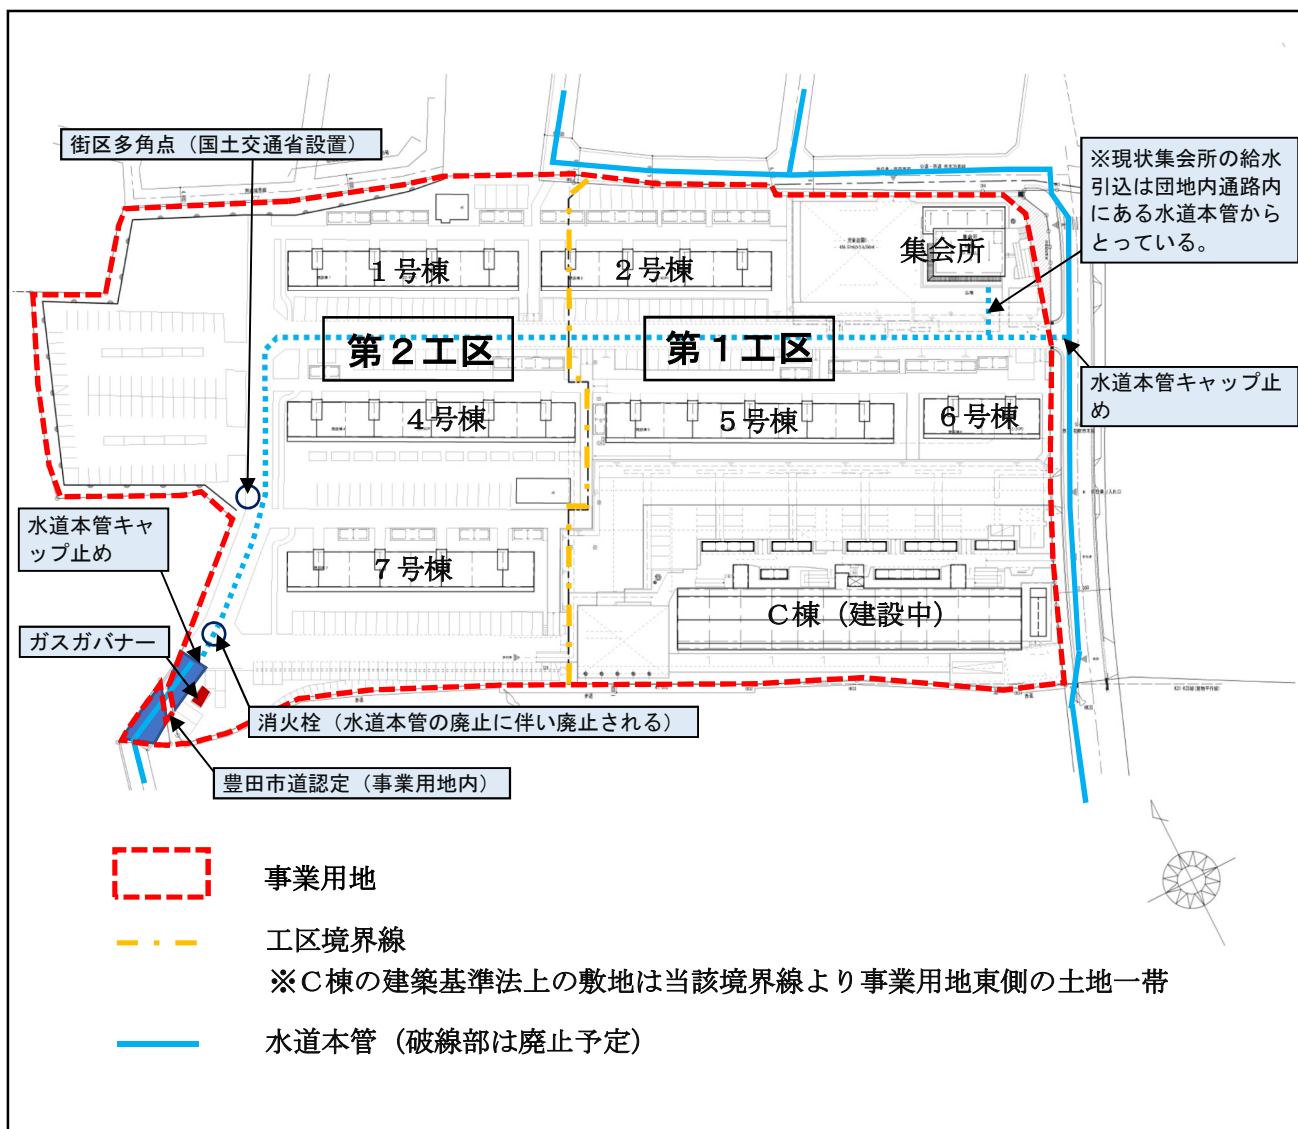 街区多角点（国土交通省設置）
※現状集会所の給水
引込は団地内通路内
にある水道本管から
とっている。
集会所
１号棟
２号棟
第２工区
第１工区
水道本管キャップ止
め
４号棟
５号棟
６号棟
水道本管キャ
ップ止め
７号棟
Ｃ棟（建設中）
ガスガバナー
消火栓（水道本管の廃止に伴い廃止される）
豊田市道認定（事業用地内）
事業用地
工区境界線
※Ｃ棟の建築基準法上の敷地は当該境界線より事業用地東側の土地一帯
水道本管（破線部は廃止予定）